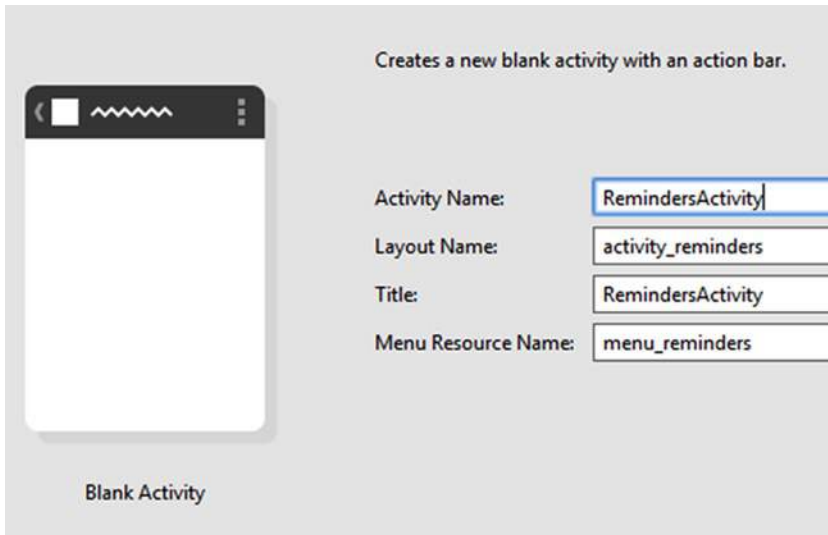 Creates a new blank activity with an action bar.
Activity Name: RemindersActivity
Layout Name: activity_reminders
Title: RemindersActivity
Menu Resource Name: menu_reminders
Blank Activity